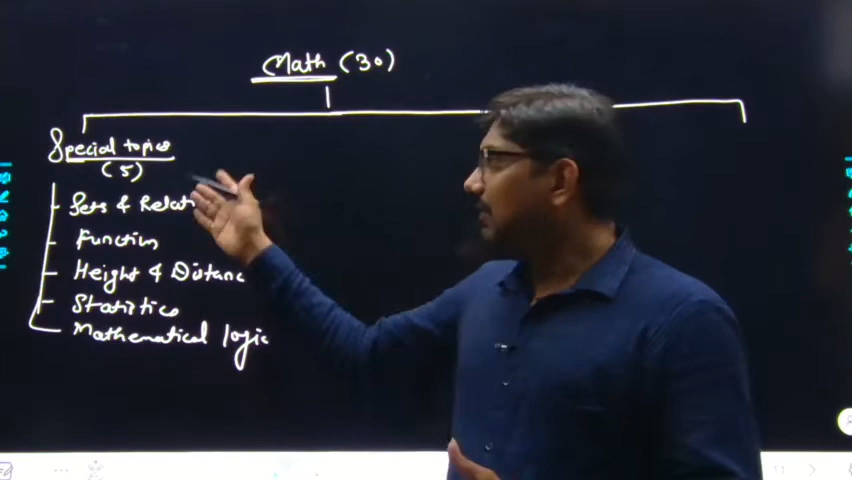 Math (30)
Special topics
(5)
Sets & Relat
Function
Height & Distanc
Statistics
Mathematical logic